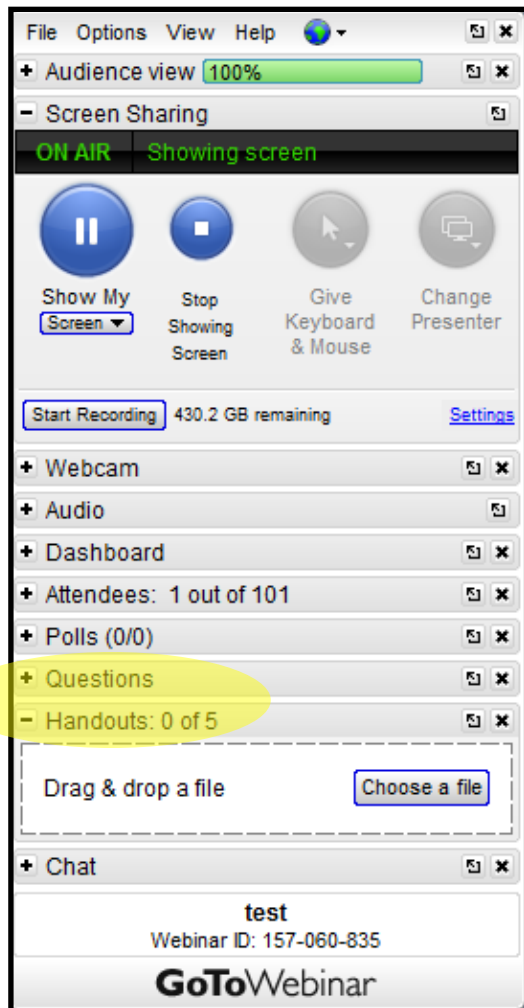 File Options View Help
Audience view 100%
Screen Sharing
ON AIR Showing screen
Show My
Screen
Stop
Showing
Screen
Give
Keyboard
& Mouse
Change
Presenter
Start Recording 430.2 GB remaining Settings
Webcam
Audio
Dashboard
Attendees: 1 out of 101
Polls (0/0)
Questions
Handouts: 0 of 5
Drag & drop a file Choose a file
Chat
test
Webinar ID: 157-060-835
GoToWebinar